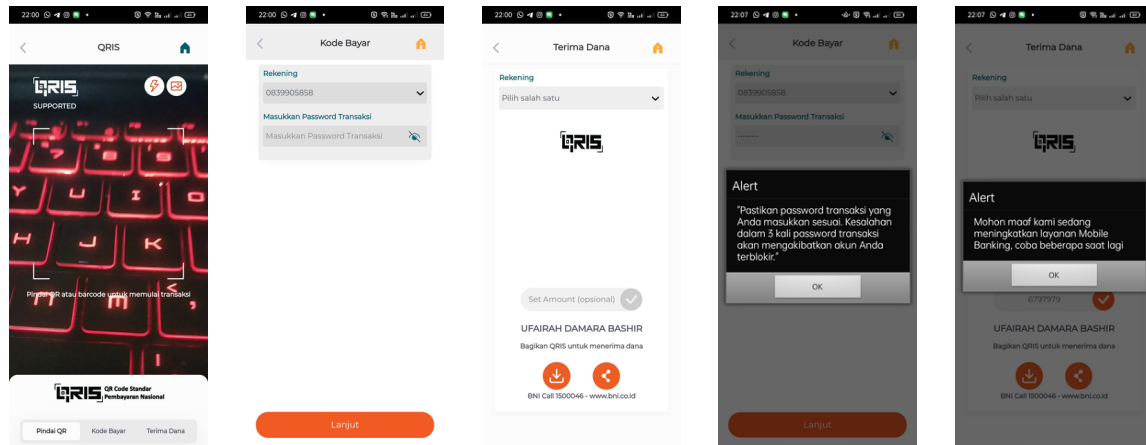 22:00
QRIS
QRIS
SUPPORTED
Pindai QR atau barcode untuk memulai transaksi
QRIS QR Code Standar
Pembayaran Nasional
Pindai QR Kode Bayar Terima Dana
22:00
Kode Bayar
Rekening
0839905858
Masukkan Password Transaksi
Masukkan Password Transaksi
Lanjut
22:00
Terima Dana
Rekening
Pilih salah satu
QRIS
Set Amount (opsional)
UFAIRAH DAMARA BASHIR
Bagikan QRIS untuk menerima dana
BNI Call 1500046 - www.bni.co.id
22:07
Kode Bayar
Rekening
0839905858
Masukkan Password Transaksi
Alert
"Pastikan password transaksi yang
Anda masukkan sesuai. Kesalahan
dalam 3 kali password transaksi
akan mengakibatkan akun Anda
terblokir."
OK
Lanjut
22:07
Terima Dana
Rekening
Pilih salah satu
QRIS
Alert
Mohon maaf kami sedang
meningkatkan layanan Mobile
Banking, coba beberapa saat lagi
OK
6797979
UFAIRAH DAMARA BASHIR
Bagikan QRIS untuk menerima dana
BNI Call 1500046 - www.bni.co.id